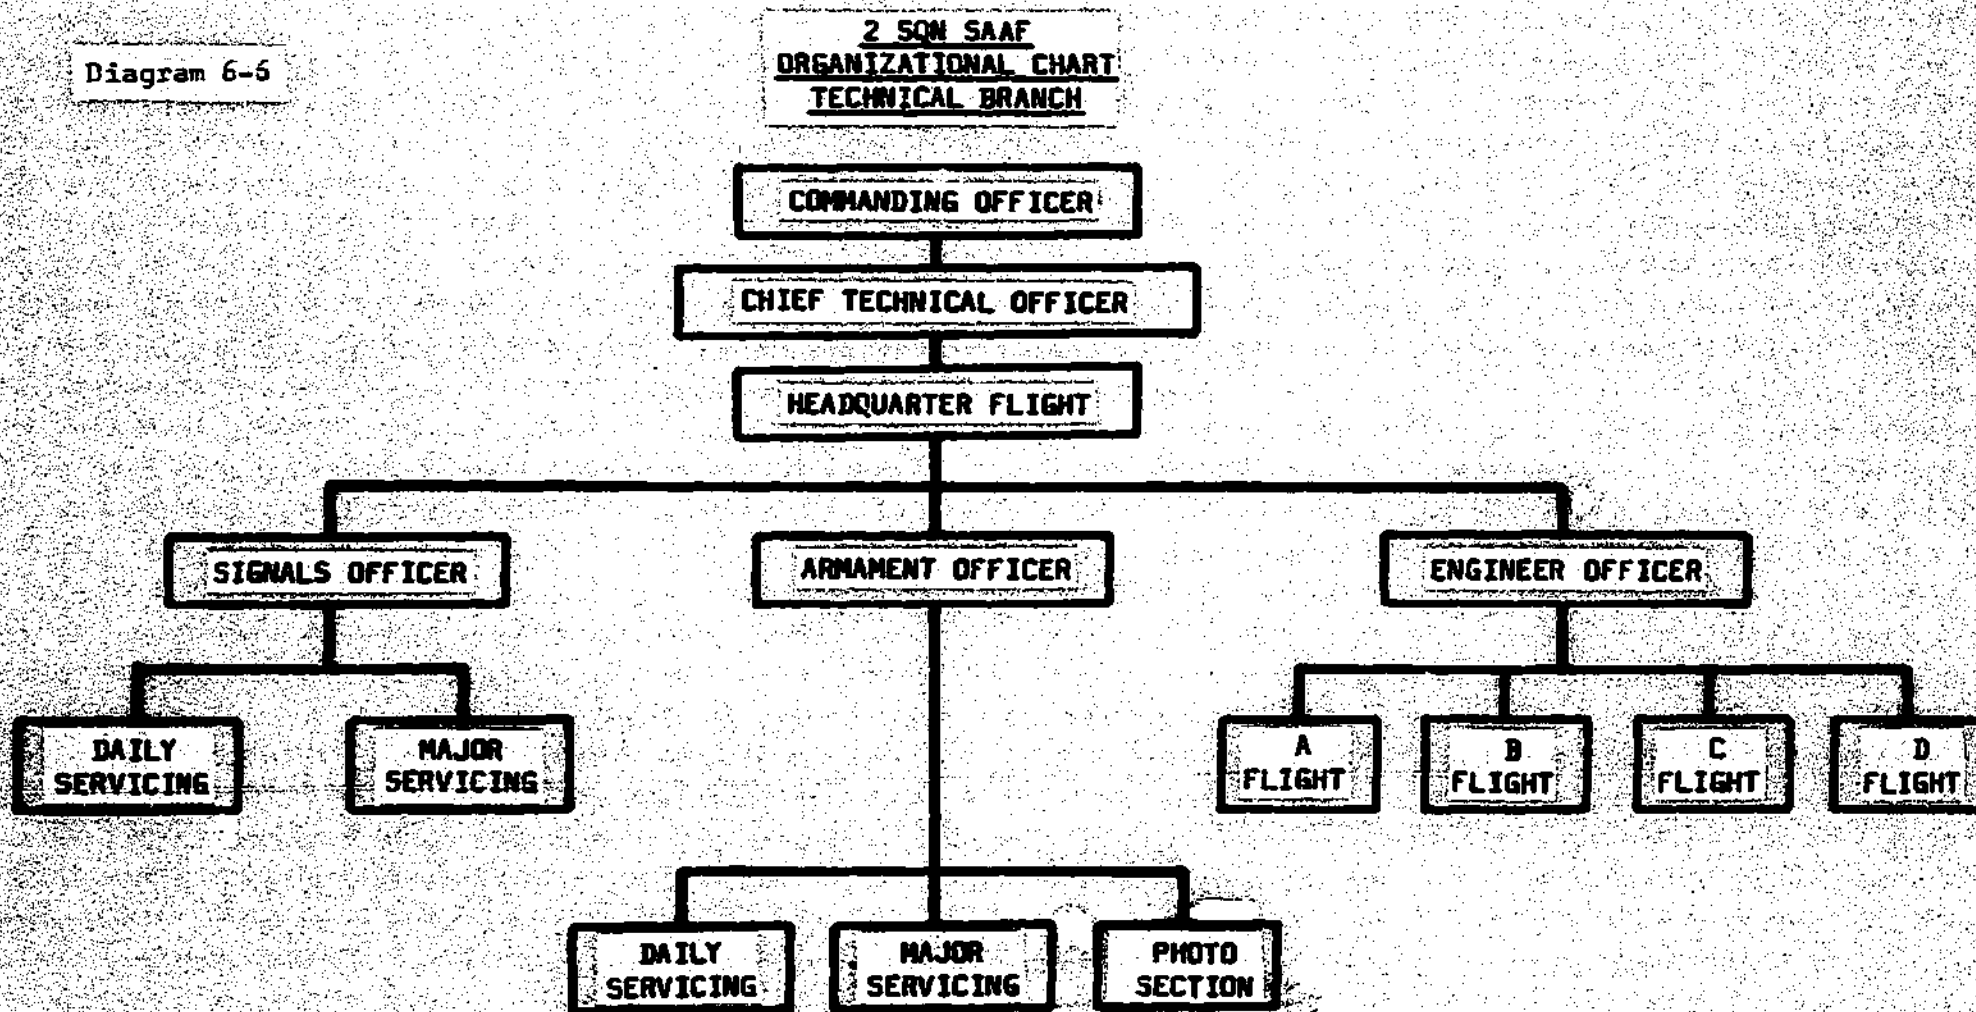 Diagram 6-5
2 SQN SAAF
ORGANIZATIONAL CHART
TECHNICAL BRANCH
COMMANDING OFFICER
CHIEF TECHNICAL OFFICER
HEADQUARTER FLIGHT
SIGNALS OFFICER
ARMAMENT OFFICER
ENGINEER OFFICER
DAILY
SERVICING
MAJOR
SERVICING
A
FLIGHT
B
FLIGHT
C
FLIGHT
D
FLIGHT
DAILY
SERVICING
MAJOR
SERVICING
PHOTO
SECTION